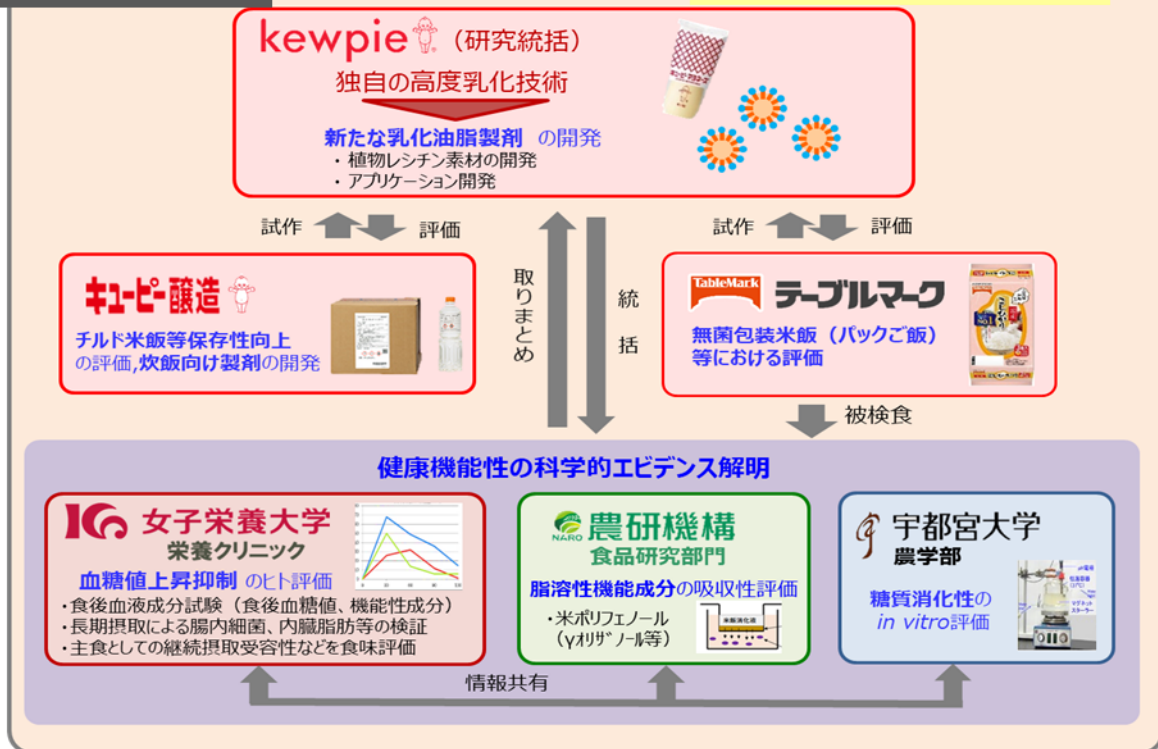 kewpie (研究統括)
独自の高度乳化技術
新たな乳化油脂製剤 の開発
・植物レシチン素材の開発
・アプリケーション開発
試作
評価
試作
評価
キユーピー醸造
チルド米飯等保存性向上
の評価,炊飯向け製剤の開発
取りまとめ
統括
TableMark テーブルマーク
無菌包装米飯（パックご飯）
等における評価
被検食
健康機能性の科学的エビデンス解明
女子栄養大学
栄養クリニック
血糖値上昇抑制 のヒト評価
・食後血液成分試験（食後血糖値、機能性成分）
・長期摂取による腸内細菌、内臓脂肪等の検証
・主食としての継続摂取受容性などを食味評価
NARO 農研機構
食品研究部門
脂溶性機能成分の吸収性評価
・米ポリフェノール
（γオリザノール等）
米飯消化液
宇都宮大学
農学部
糖質消化性の
in vitro評価
情報共有